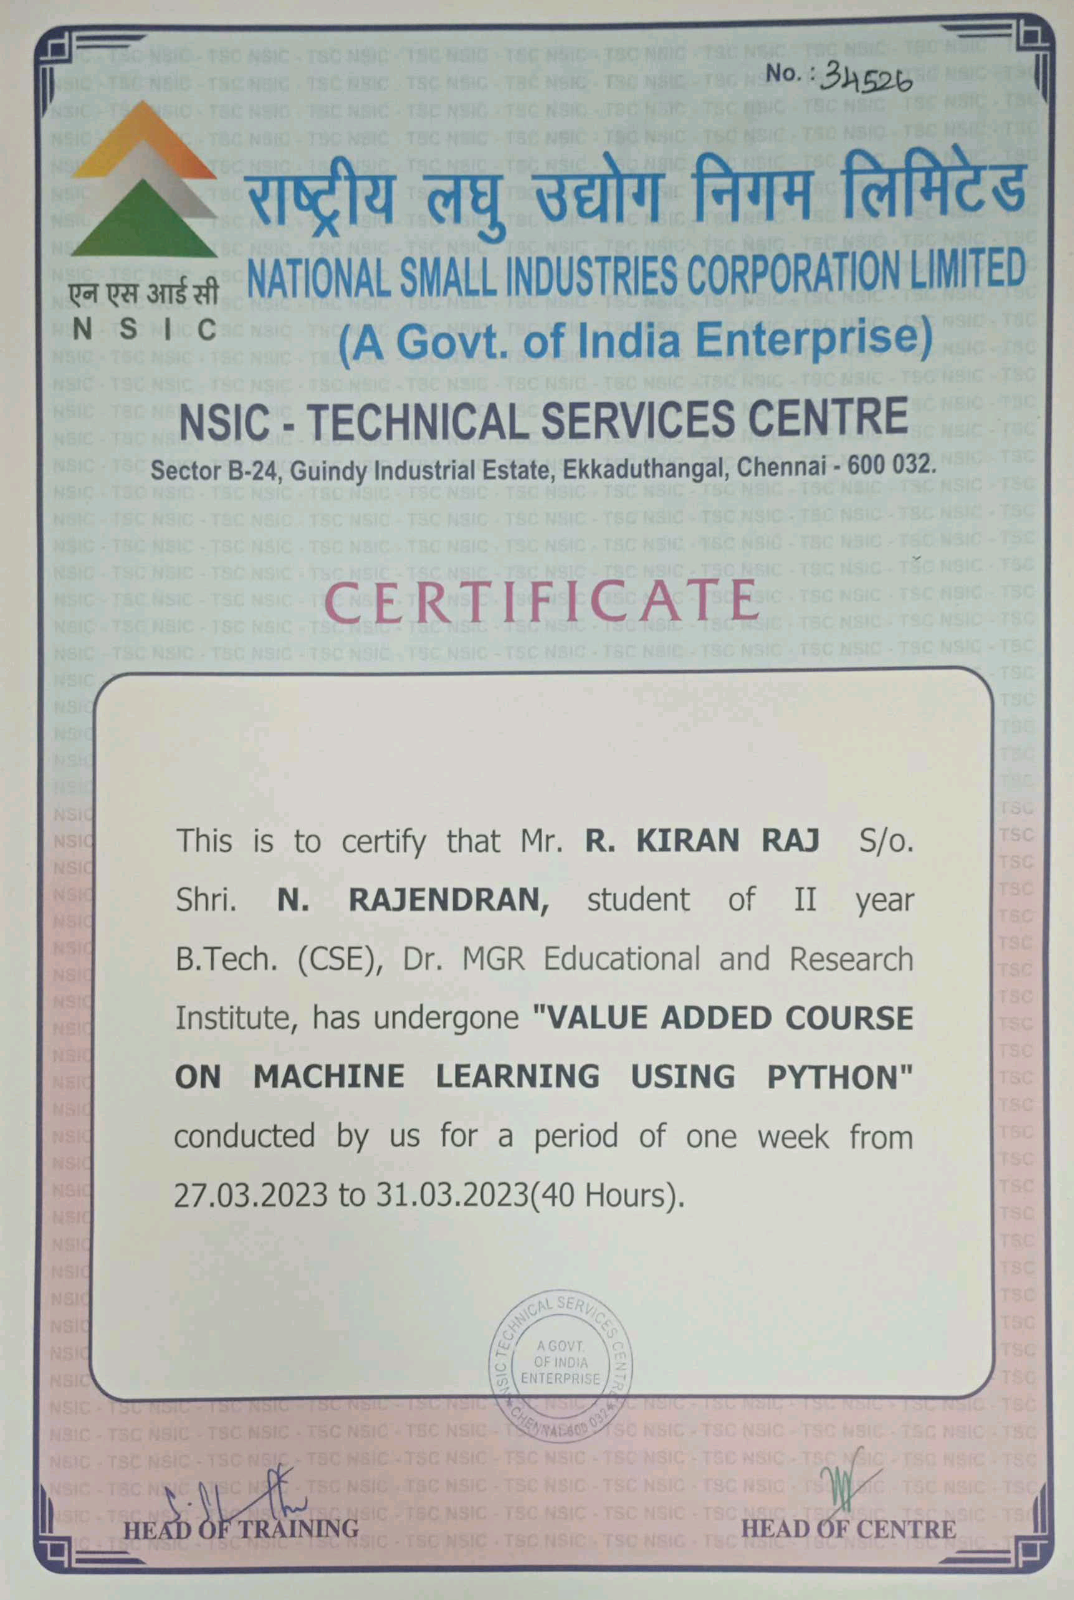 No. : 34526
राष्ट्रीय लघु उद्योग निगम लिमिटेड
NATIONAL SMALL INDUSTRIES CORPORATION LIMITED
एन एस आई सी
N S I C
(A Govt. of India Enterprise)
NSIC - TECHNICAL SERVICES CENTRE
Sector B-24, Guindy Industrial Estate, Ekkaduthangal, Chennai - 600 032.
CERTIFICATE
This is to certify that Mr. R. KIRAN RAJ S/o.
Shri. N. RAJENDRAN, student of II year
B.Tech. (CSE), Dr. MGR Educational and Research
Institute, has undergone "VALUE ADDED COURSE
ON MACHINE LEARNING USING PYTHON"
conducted by us for a period of one week from
27.03.2023 to 31.03.2023(40 Hours).
NSIC TECHNICAL SERVICES CENTRE
A GOVT.
OF INDIA
ENTERPRISE
CHENNAI-600 032
HEAD OF TRAINING
HEAD OF CENTRE